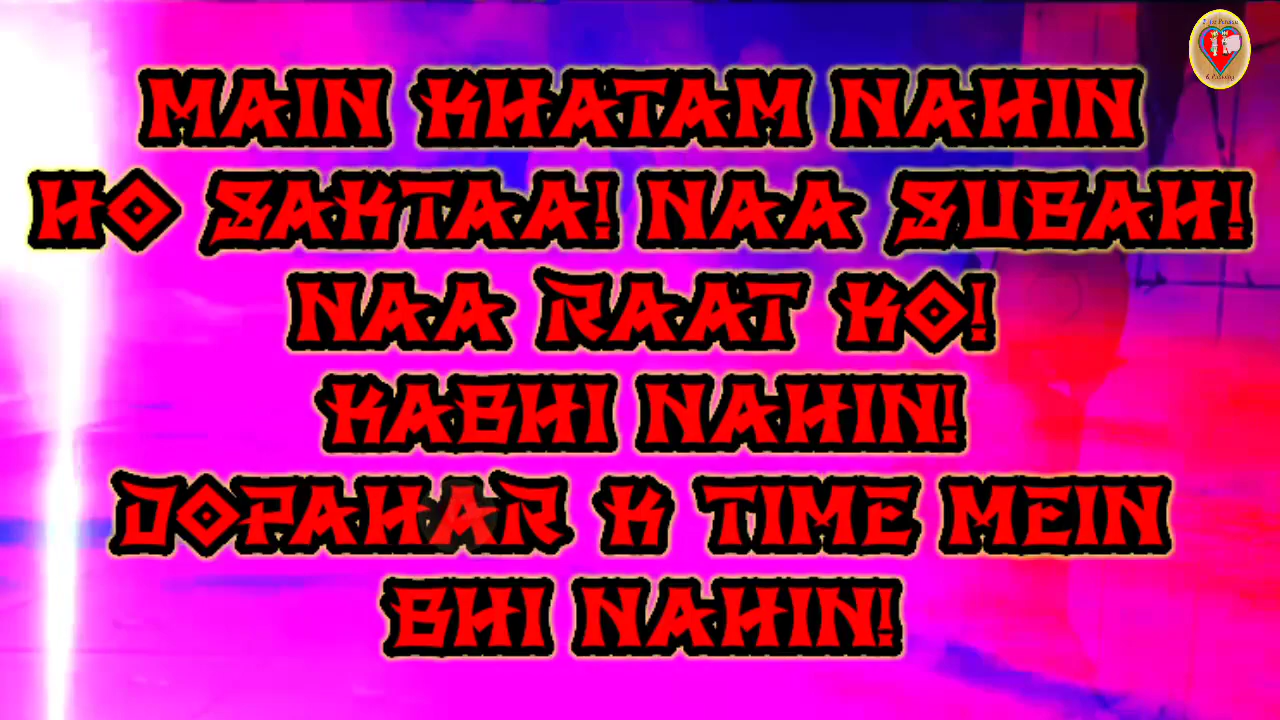 MAIN KHATAM NAHIN
HO SAKTAA! NAA SUBAH!
NAA RAAT KO!
KABHI NAHIN!
DOPAHAR K TIME MEIN
BHI NAHIN!